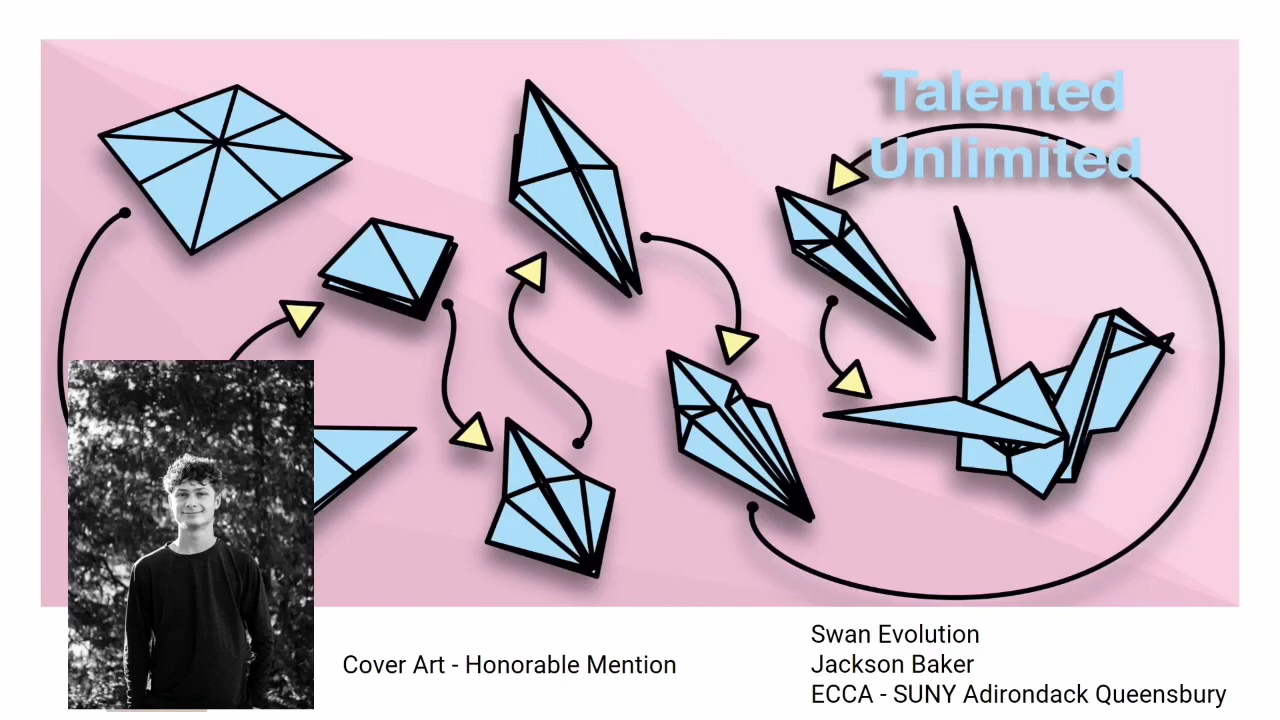 Talented
Unlimited
Cover Art - Honorable Mention
Swan Evolution
Jackson Baker
ECCA - SUNY Adirondack Queensbury